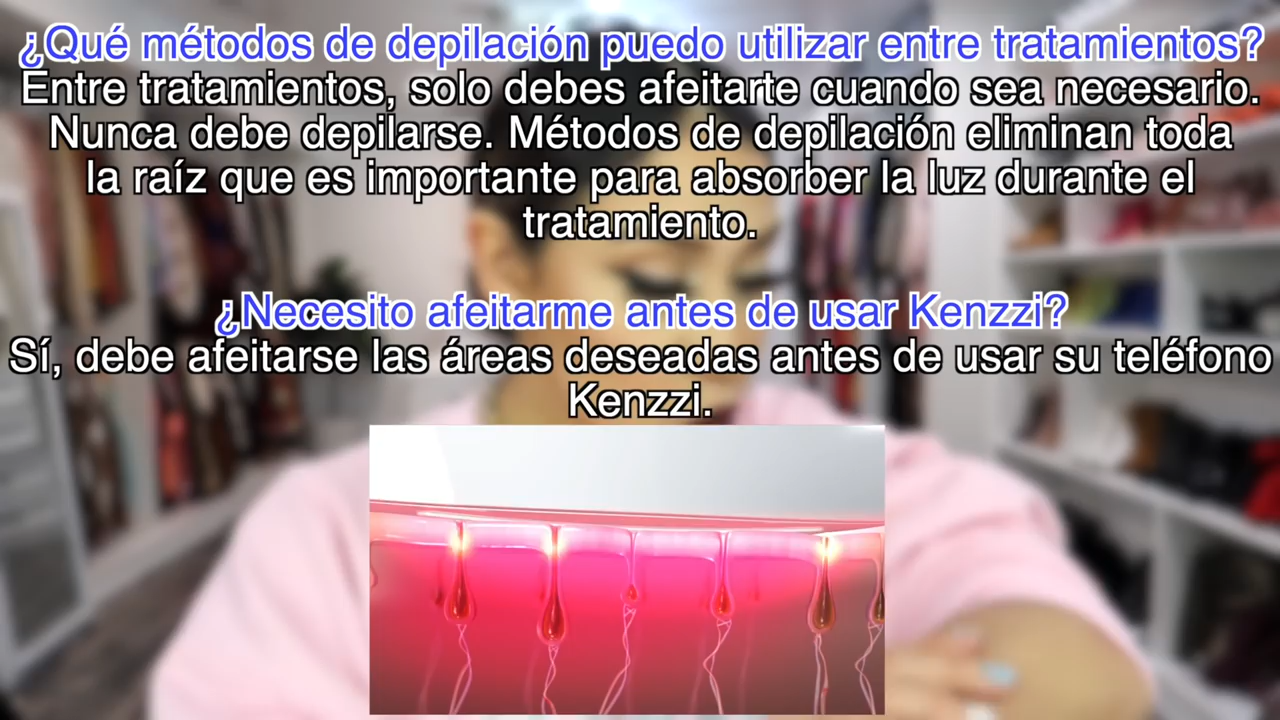 ¿Qué métodos de depilación puedo utilizar entre tratamientos?
Entre tratamientos, solo debes afeitarte cuando sea necesario.
Nunca debe depilarse. Métodos de depilación eliminan toda
la raíz que es importante para absorber la luz durante el
tratamiento.
¿Necesito afeitarme antes de usar Kenzzi?
Sí, debe afeitarse las áreas deseadas antes de usar su teléfono
Kenzzi.